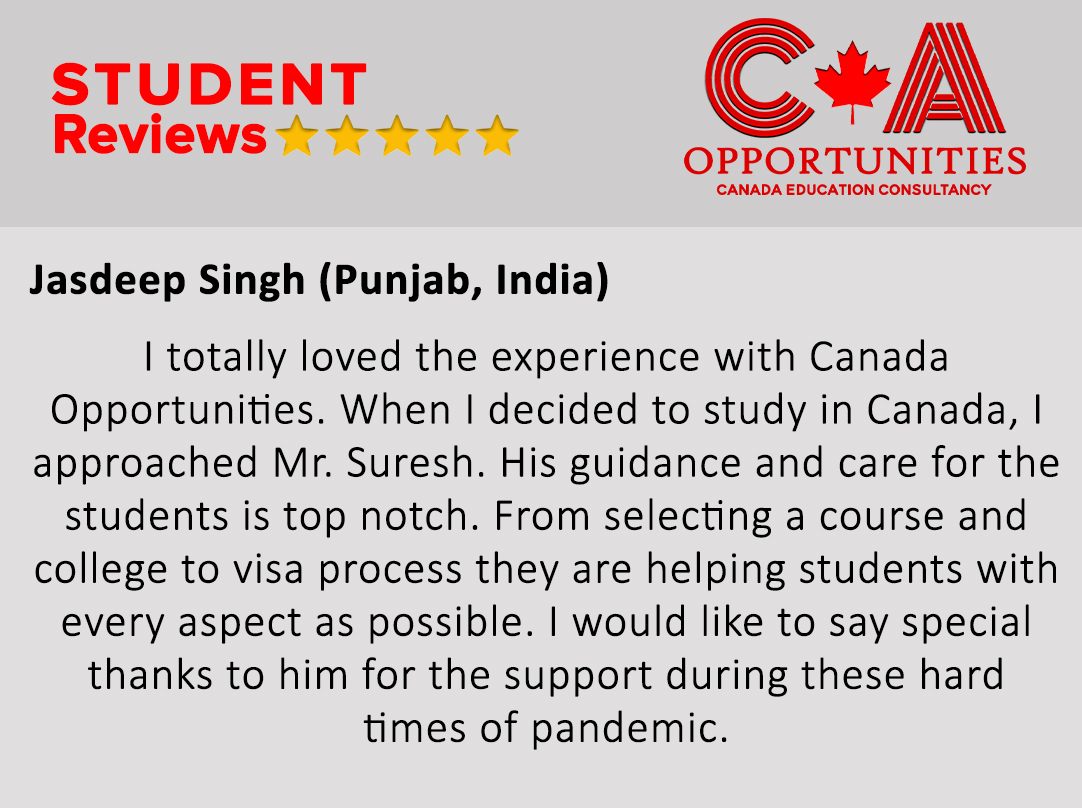 STUDENT
Reviews
CA
OPPORTUNITIES
CANADA EDUCATION CONSULTANCY
Jasdeep Singh (Punjab, India)
I totally loved the experience with Canada
Opportunities. When I decided to study in Canada, I
approached Mr. Suresh. His guidance and care for the
students is top notch. From selecting a course and
college to visa process they are helping students with
every aspect as possible. I would like to say special
thanks to him for the support during these hard
times of pandemic.